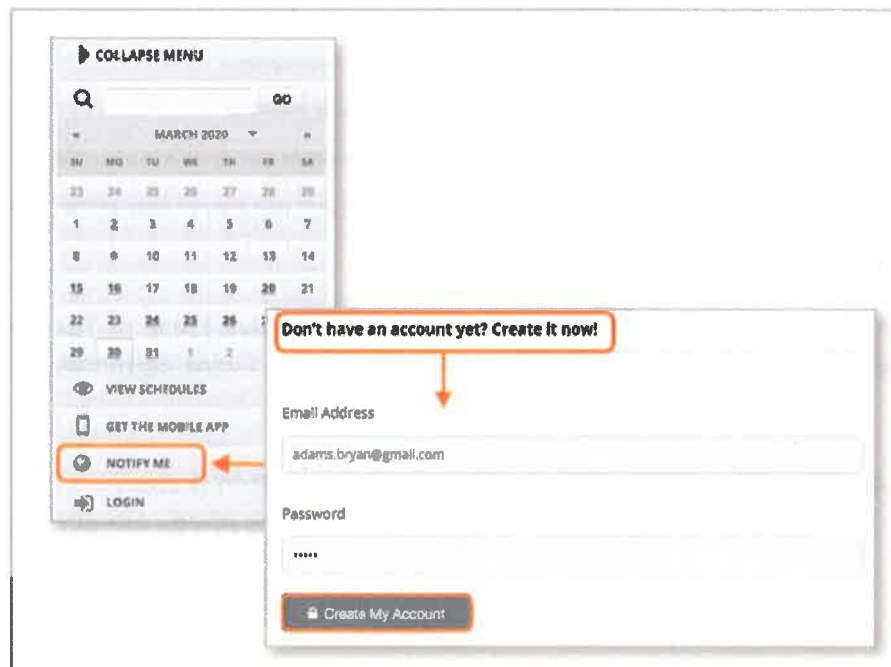 COLLAPSE MENU
GO
« MARCH 2020 »
SU MO TU WE TH FR SA
23 24 25 26 27 28 29
1 2 3 4 5 6 7
8 9 10 11 12 13 14
15 16 17 18 19 20 21
22 23 24 25 26
29 30 31 1 2
VIEW SCHEDULES
GET THE MOBILE APP
NOTIFY ME
LOGIN
Don't have an account yet? Create it now!
Email Address
adams.bryan@gmail.com
Password
•••••
Create My Account